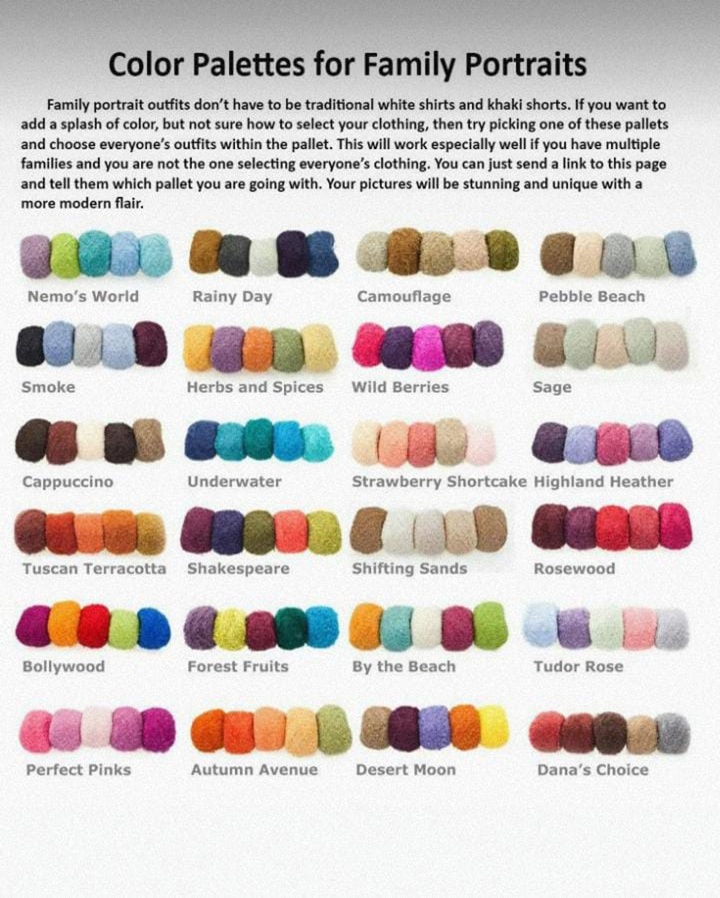 Color Palettes for Family Portraits
Family portrait outfits don't have to be traditional white shirts and khaki shorts. If you want to
add a splash of color, but not sure how to select your clothing, then try picking one of these pallets
and choose everyone's outfits within the pallet. This will work especially well if you have multiple
families and you are not the one selecting everyone's clothing. You can just send a link to this page
and tell them which pallet you are going with. Your pictures will be stunning and unique with a
more modern flair.
Nemo's World
Rainy Day
Camouflage
Pebble Beach
Smoke
Herbs and Spices
Wild Berries
Sage
Cappuccino
Underwater
Strawberry Shortcake
Highland Heather
Tuscan Terracotta
Shakespeare
Shifting Sands
Rosewood
Bollywood
Forest Fruits
By the Beach
Tudor Rose
Perfect Pinks
Autumn Avenue
Desert Moon
Dana's Choice